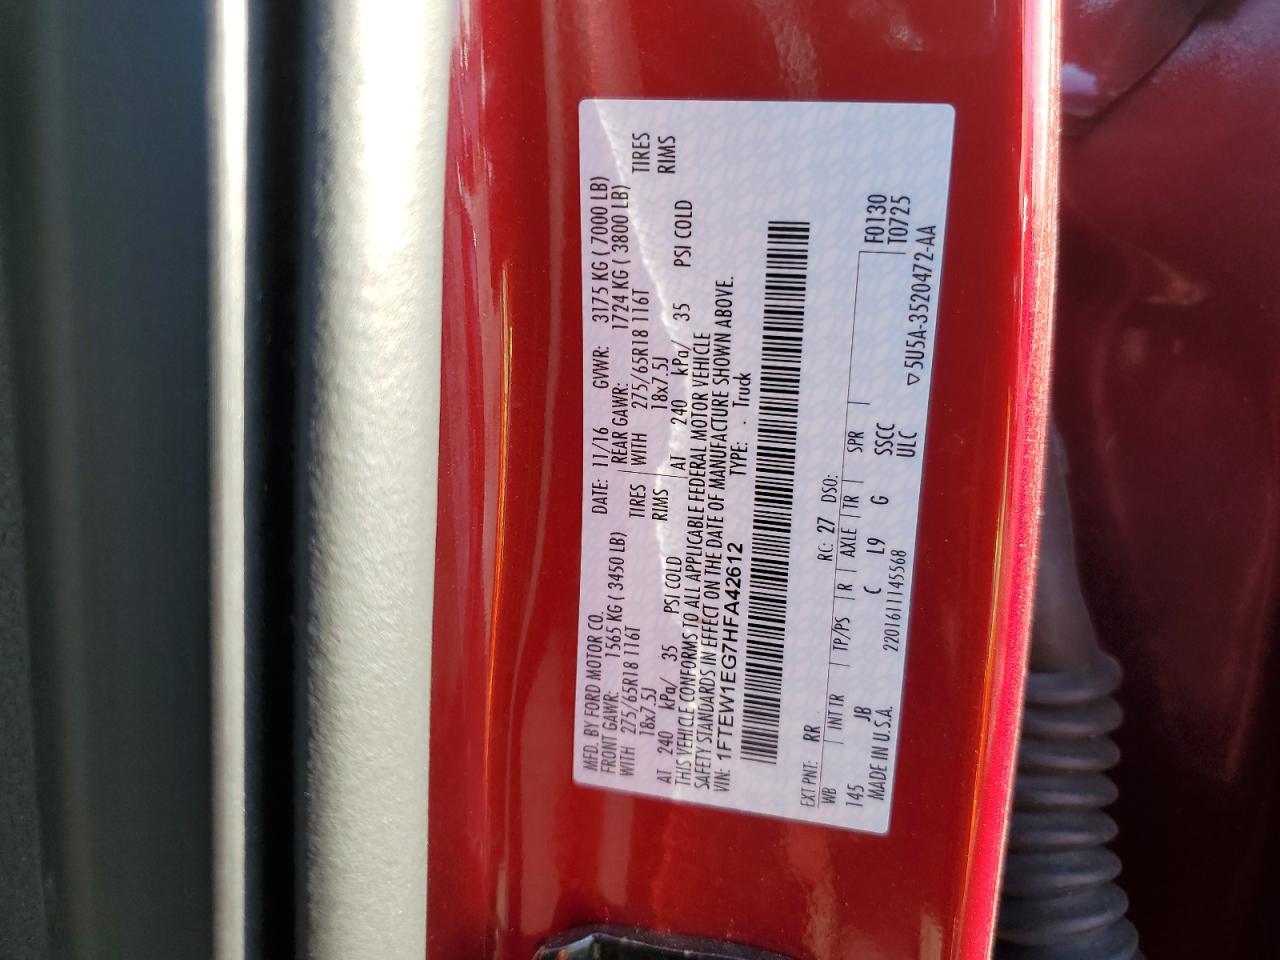 MFD. BY FORD MOTOR CO. DATE: 11/16 GVWR: 3175 KG ( 7000 LB)
FRONT GAWR: 1565 KG ( 3450 LB) REAR GAWR: 1724 KG ( 3800 LB)
WITH 275/65R18 116T TIRES WITH 275/65R18 116T TIRES
18x7.5J RIMS 18x7.5J RIMS
AT 240 kPa/ 35 PSI COLD AT 240 kPa/ 35 PSI COLD
THIS VEHICLE CONFORMS TO ALL APPLICABLE FEDERAL MOTOR VEHICLE
SAFETY STANDARDS IN EFFECT ON THE DATE OF MANUFACTURE SHOWN ABOVE.
VIN: 1FTEW1EG7HFA42612 TYPE: . Truck
EXT PNT: RR RC: 27 DSO:
WB INT TR TP/PS R AXLE TR SPR F0130
145 JB C L9 G SSCC T0725
MADE IN U.S.A. 2201611145568 ULC ▽5U5A-3520472-AA